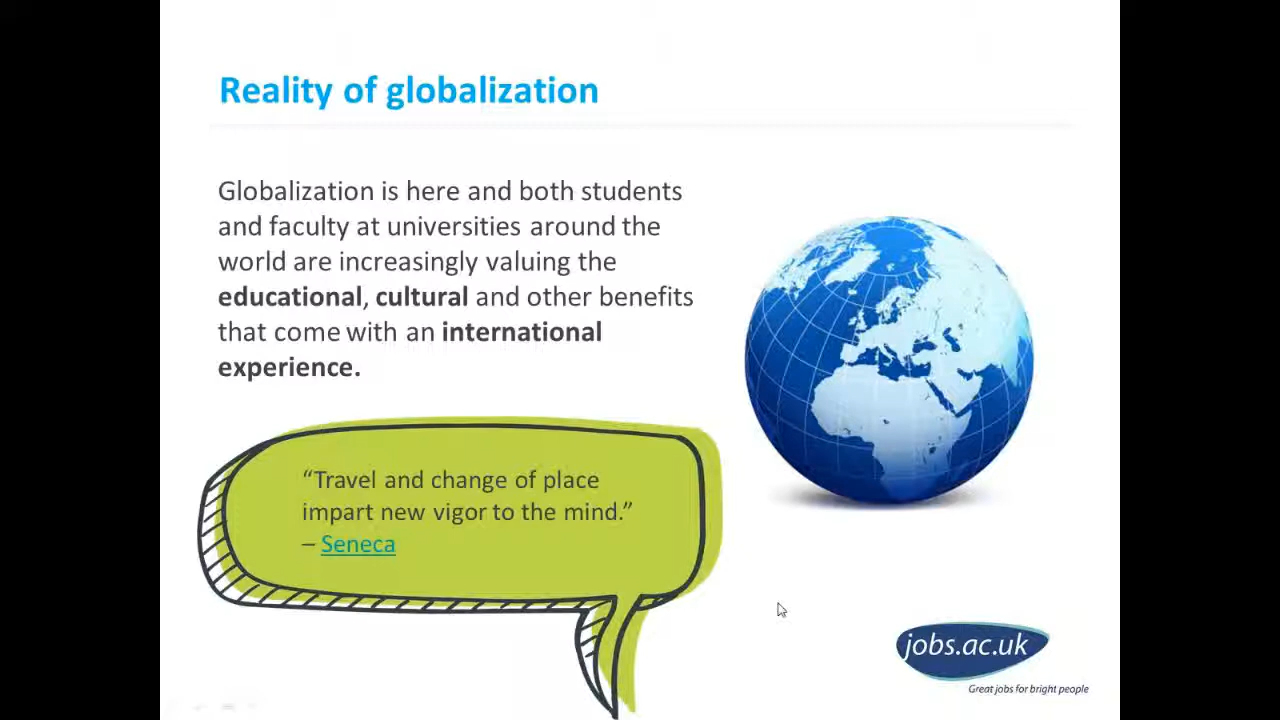 Reality of globalization
Globalization is here and both students
and faculty at universities around the
world are increasingly valuing the
educational, cultural and other benefits
that come with an international
experience.
“Travel and change of place
impart new vigor to the mind.”
– Seneca
jobs.ac.uk
Great jobs for bright people